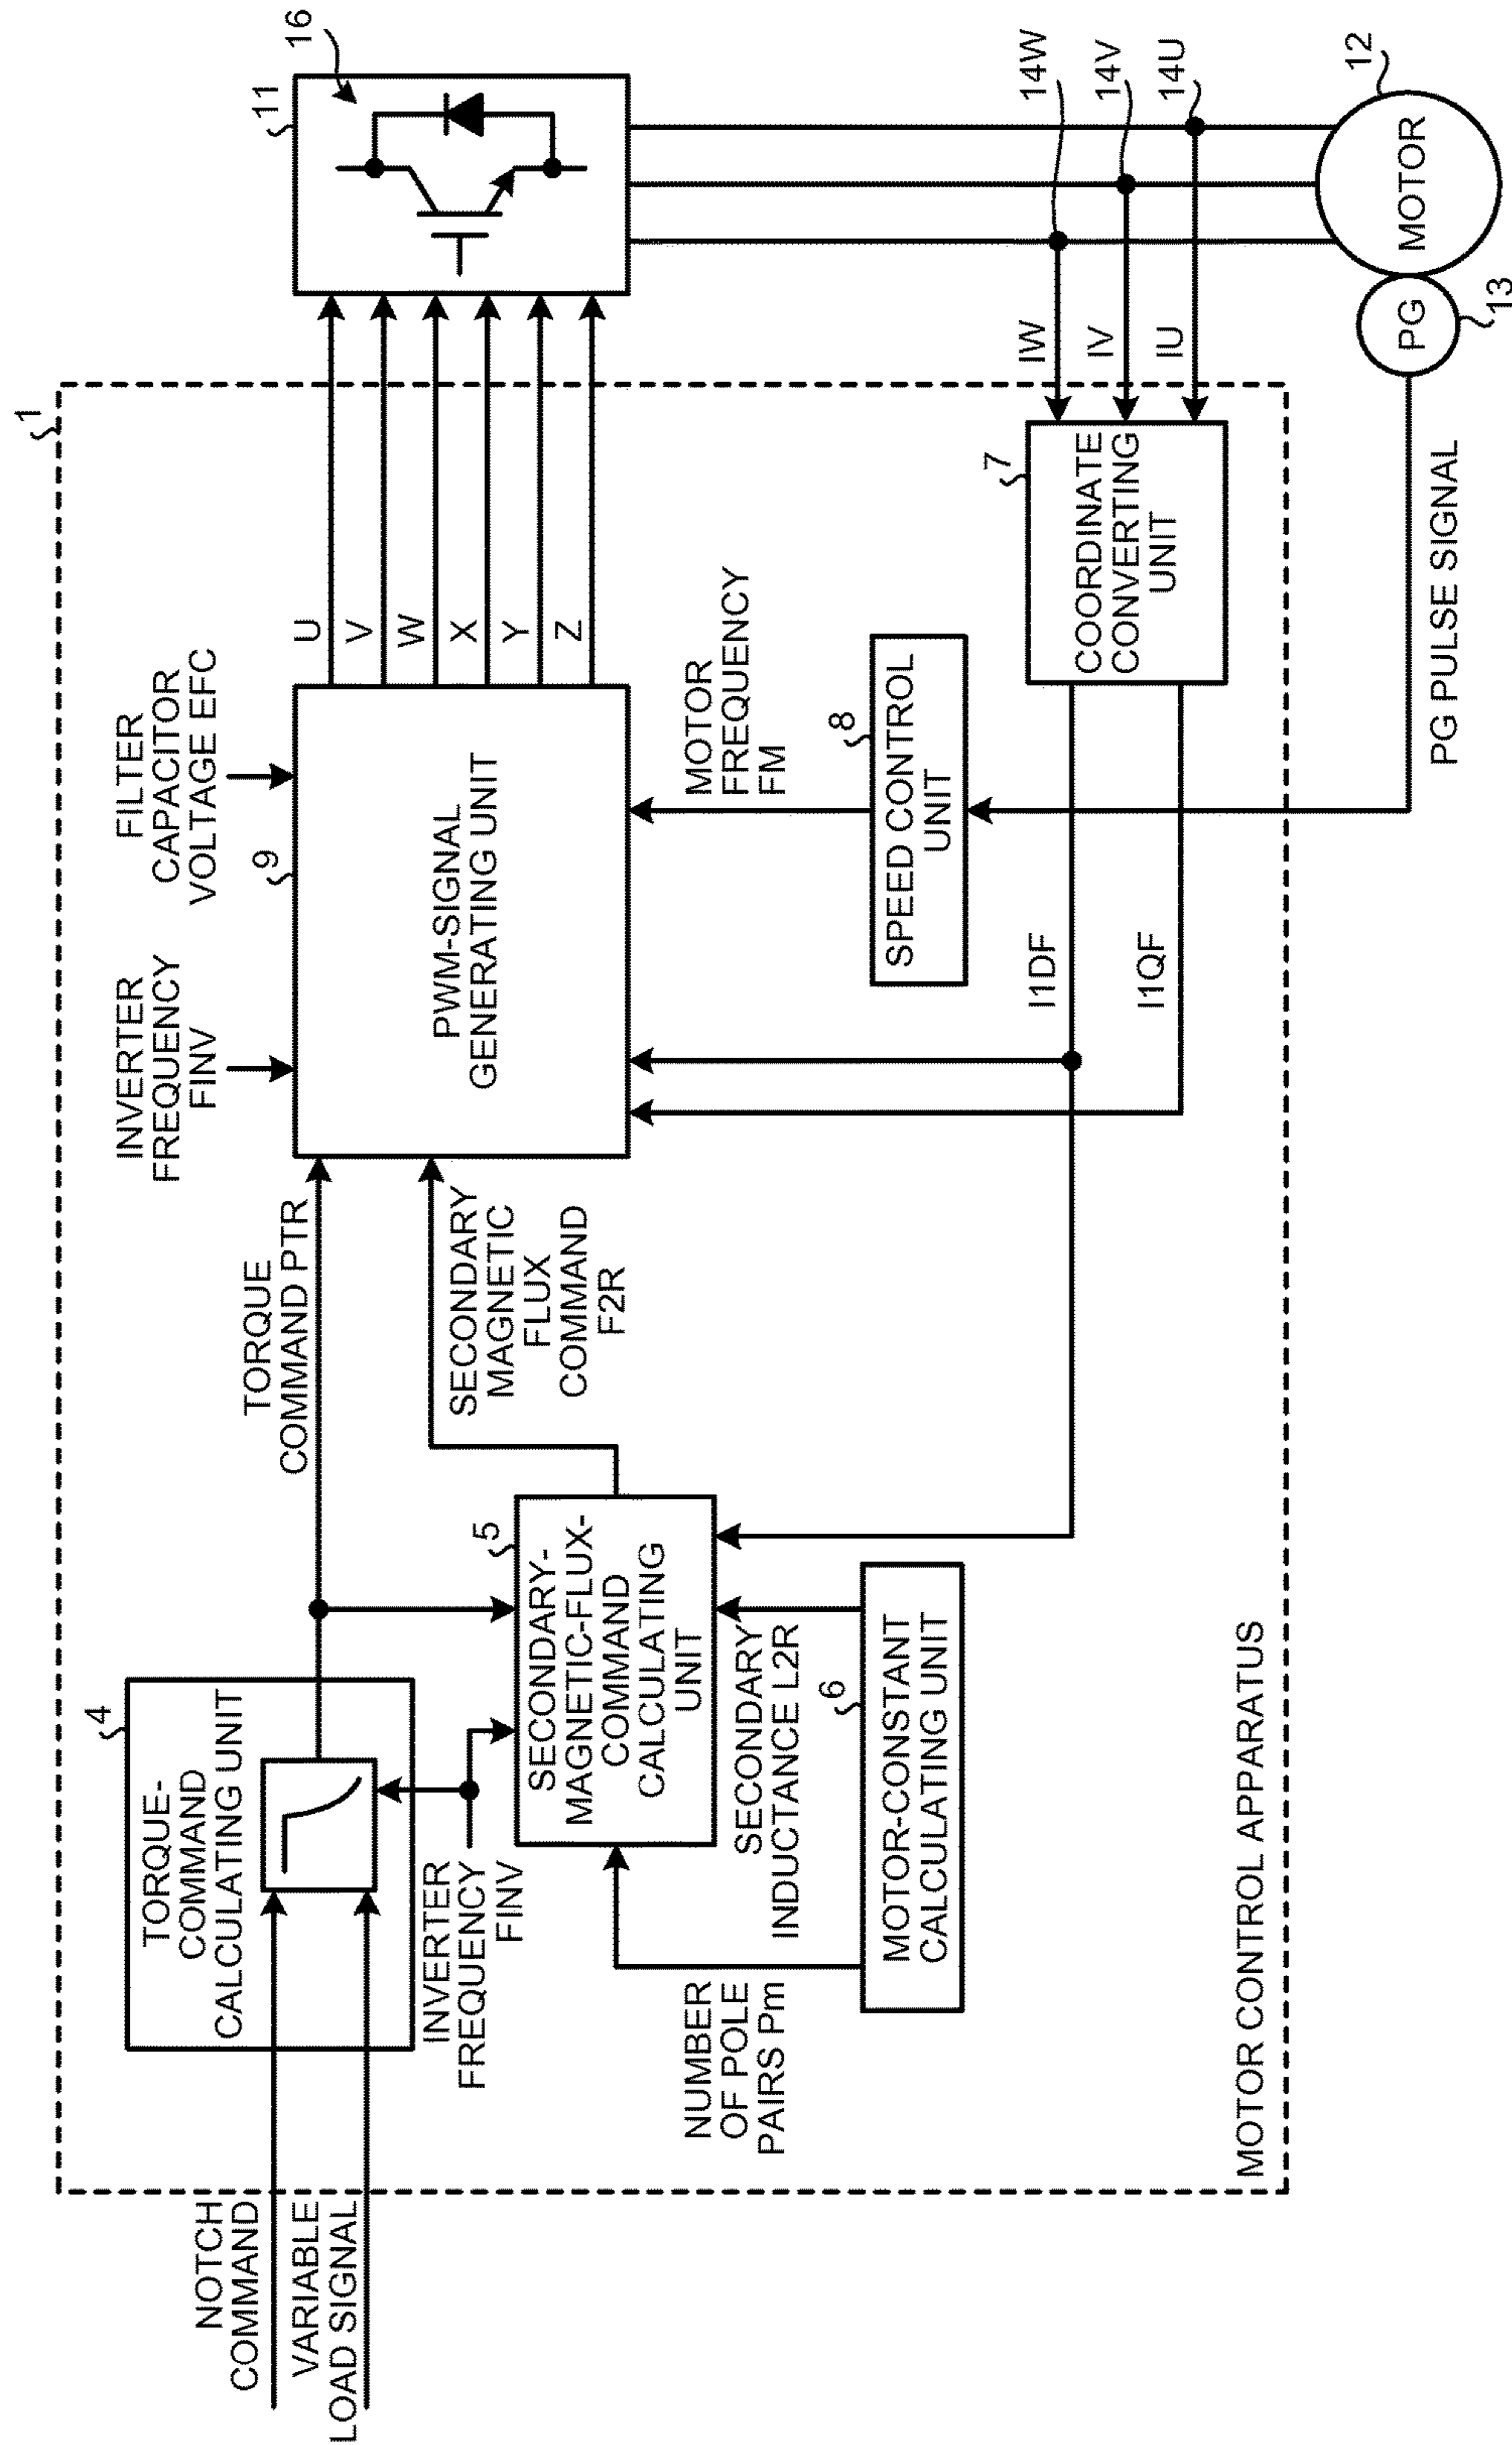 1
NOTCH
COMMAND
VARIABLE
LOAD SIGNAL
4
TORQUE-
COMMAND
CALCULATING UNIT
INVERTER
FREQUENCY
FINV
TORQUE
COMMAND PTR
5
SECONDARY-
MAGNETIC-FLUX-
COMMAND
CALCULATING
UNIT
SECONDARY
MAGNETIC
FLUX
COMMAND
F2R
NUMBER
OF POLE
PAIRS Pm
SECONDARY
INDUCTANCE L2R
6
MOTOR-CONSTANT
CALCULATING UNIT
INVERTER
FREQUENCY
FINV
FILTER
CAPACITOR
VOLTAGE EFC
9
PWM-SIGNAL
GENERATING UNIT
U
V
W
X
Y
Z
11
16
MOTOR
FREQUENCY
FM
8
SPEED CONTROL
UNIT
I1DF
I1QF
7
COORDINATE
CONVERTING
UNIT
IW
IV
IU
14W
14V
14U
12
MOTOR
PG
13
PG PULSE SIGNAL
MOTOR CONTROL APPARATUS